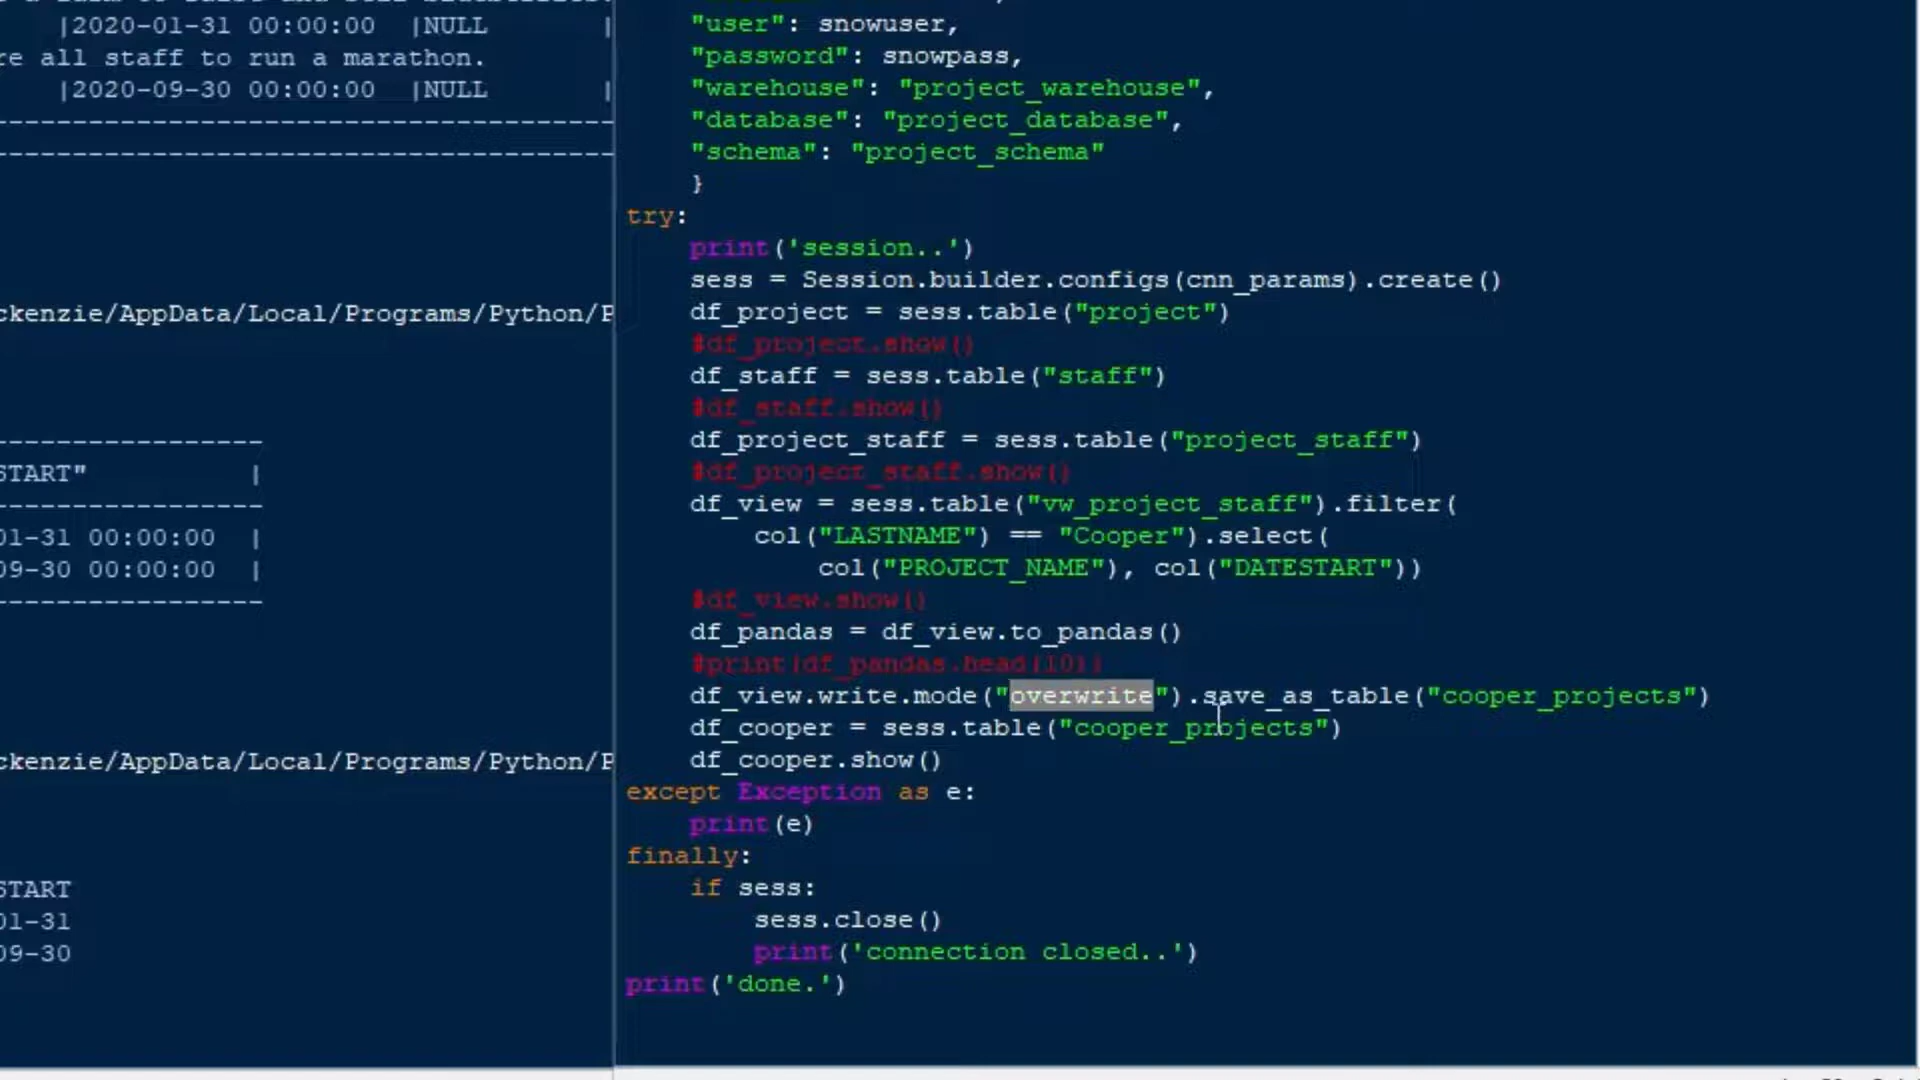 |2020-01-31 00:00:00  |NULL       |
re all staff to run a marathon.
|2020-09-30 00:00:00  |NULL       |
ckenzie/AppData/Local/Programs/Python/P
START"          |
01-31 00:00:00  |
09-30 00:00:00  |
ckenzie/AppData/Local/Programs/Python/P
START
01-31
09-30
"user": snowuser,
"password": snowpass,
"warehouse": "project_warehouse",
"database": "project_database",
"schema": "project_schema"
}
try:
print('session..')
sess = Session.builder.configs(cnn_params).create()
df_project = sess.table("project")
#df_project.show()
df_staff = sess.table("staff")
#df_staff.show()
df_project_staff = sess.table("project_staff")
#df_project_staff.show()
df_view = sess.table("vw_project_staff").filter(
col("LASTNAME") == "Cooper").select(
col("PROJECT_NAME"), col("DATESTART"))
#df_view.show()
df_pandas = df_view.to_pandas()
#print(df_pandas.head(10))
df_view.write.mode("overwrite").save_as_table("cooper_projects")
df_cooper = sess.table("cooper_projects")
df_cooper.show()
except Exception as e:
print(e)
finally:
if sess:
sess.close()
print('connection closed..')
print('done.')